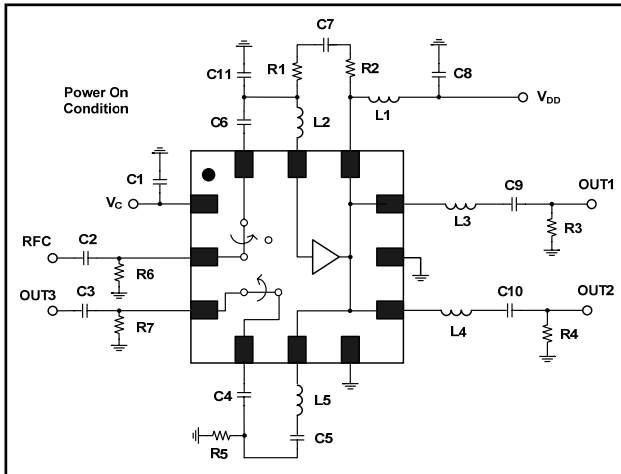 C7
C11
R1
R2
C8
Power On
Condition
VDD
L1
C6
L2
C1
VC
C9
OUT1
L3
R3
RFC
C2
R6
C10
OUT2
OUT3
C3
R7
L4
R4
C4
L5
R5
C5